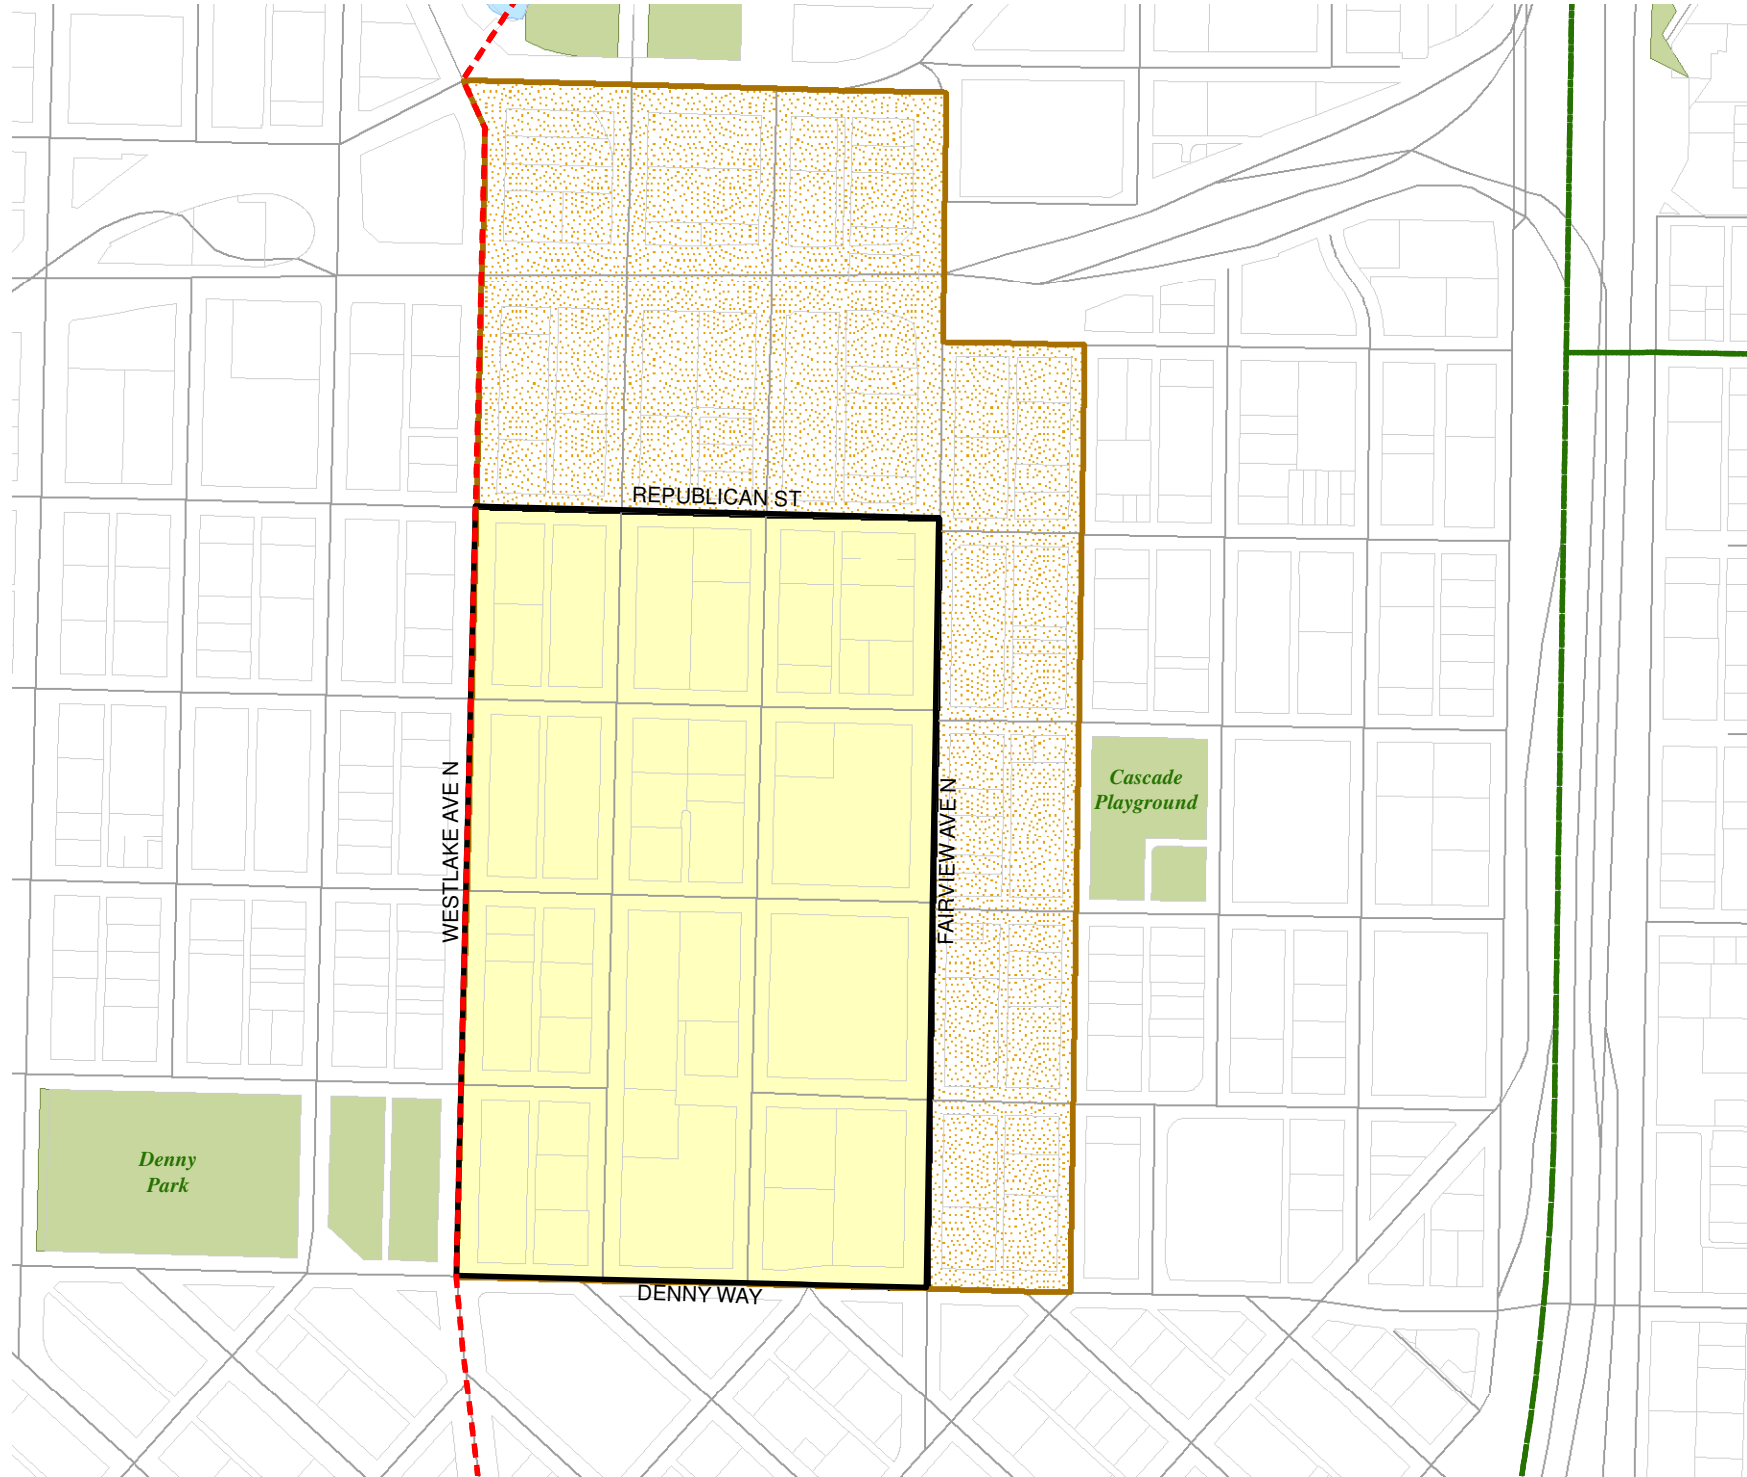 REPUBLICAN ST
WESTLAKE AVE N
FAIRVIEW AVE N
Cascade
Playground
Denny
Park
DENNY WAY